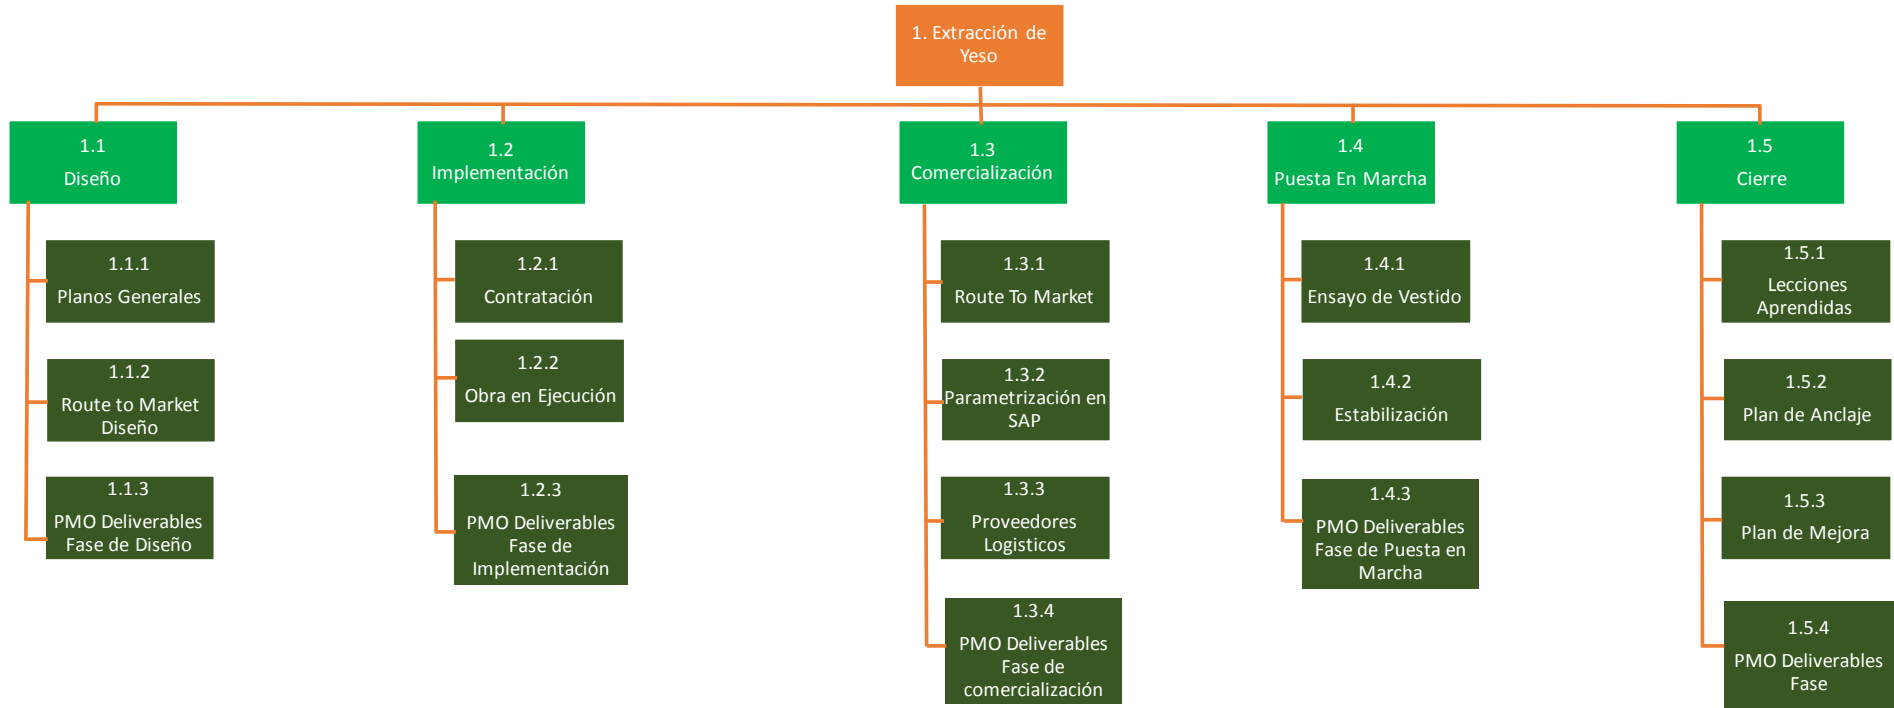 1. Extracción de
Yeso
1.1
Diseño
1.2
Implementación
1.3
Comercialización
1.4
Puesta En Marcha
1.5
Cierre
1.1.1
Planos Generales
1.1.2
Route to Market
Diseño
1.1.3
PMO Deliverables
Fase de Diseño
1.2.1
Contratación
1.2.2
Obra en Ejecución
1.2.3
PMO Deliverables
Fase de
Implementación
1.3.1
Route To Market
1.3.2
Parametrización en
SAP
1.3.3
Proveedores
Logisticos
1.3.4
PMO Deliverables
Fase de
comercialización
1.4.1
Ensayo de Vestido
1.4.2
Estabilización
1.4.3
PMO Deliverables
Fase de Puesta en
Marcha
1.5.1
Lecciones
Aprendidas
1.5.2
Plan de Anclaje
1.5.3
Plan de Mejora
1.5.4
PMO Deliverables
Fase